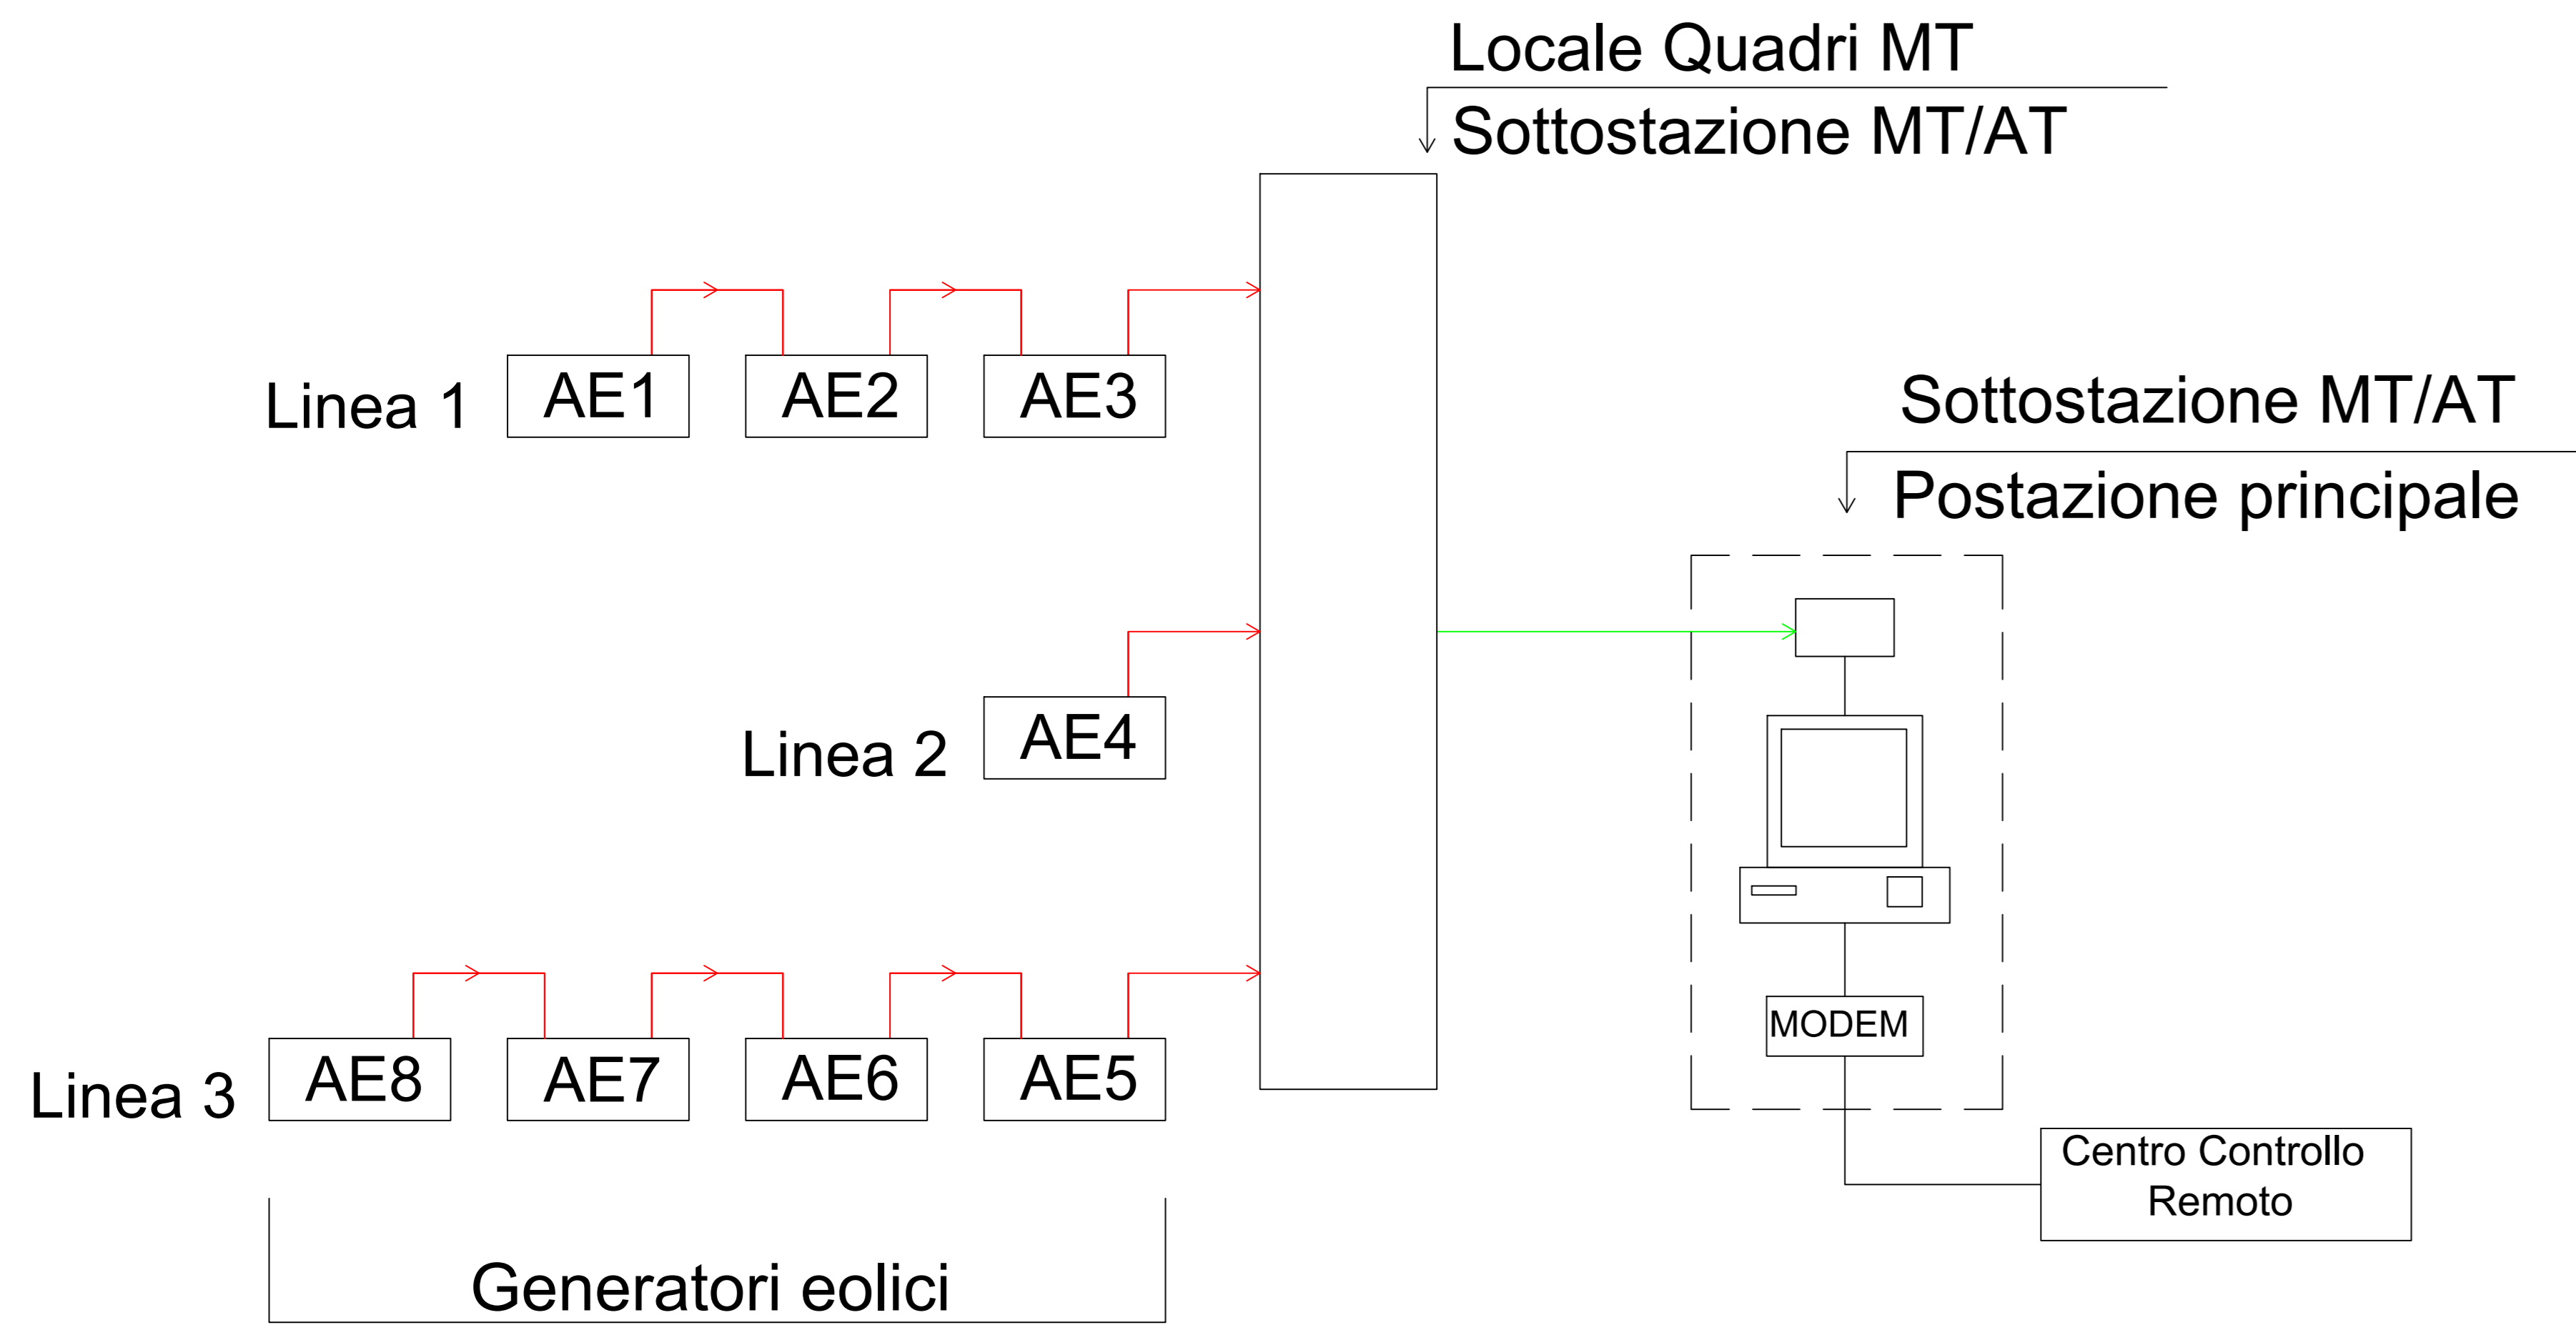 Locale Quadri MT
Sottostazione MT/AT
Linea 1
AE1
AE2
AE3
Sottostazione MT/AT
Postazione principale
Linea 2
AE4
Linea 3
AE8
AE7
AE6
AE5
MODEM
Centro Controllo
Remoto
Generatori eolici